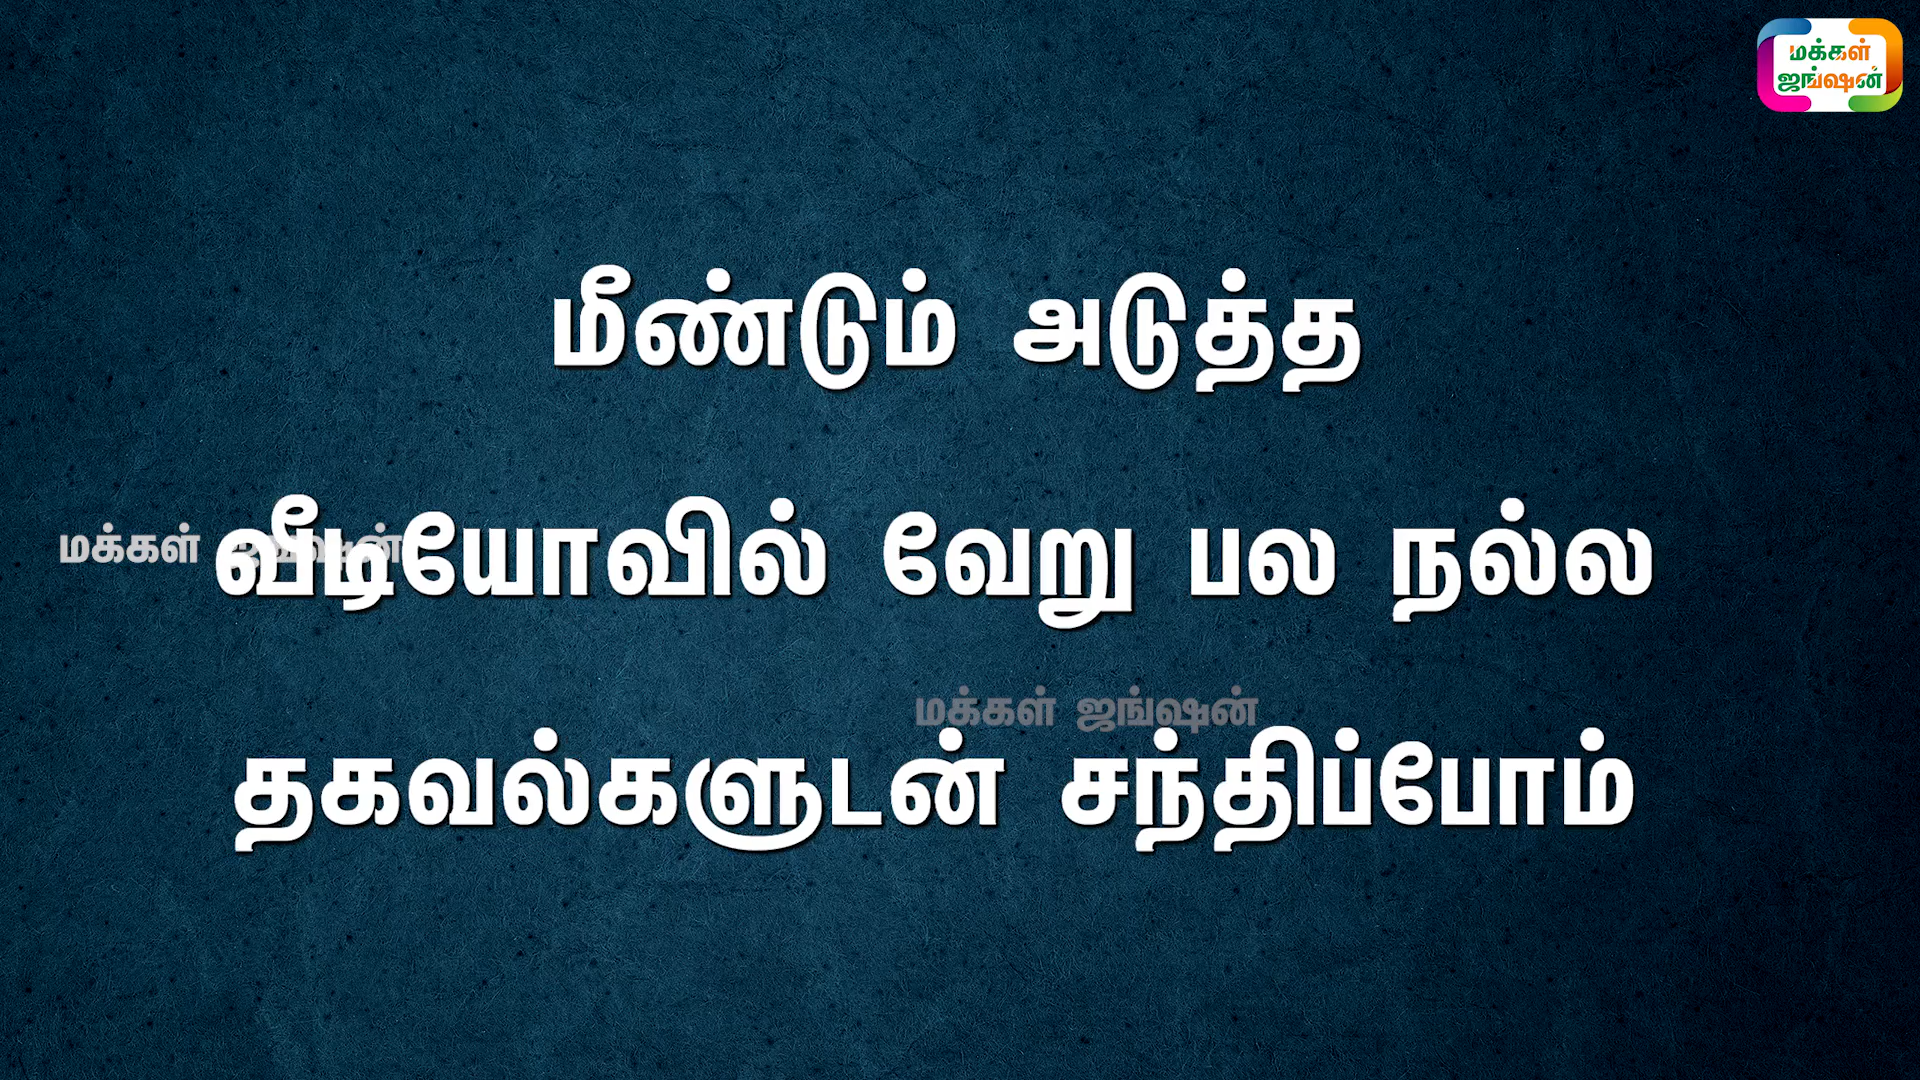 மக்கள்
ஜங்ஷன்
மீண்டும் அடுத்த
மக்கள் ஜங்ஷன்
வீடியோவில் வேறு பல நல்ல
மக்கள் ஜங்ஷன்
தகவல்களுடன் சந்திப்போம்